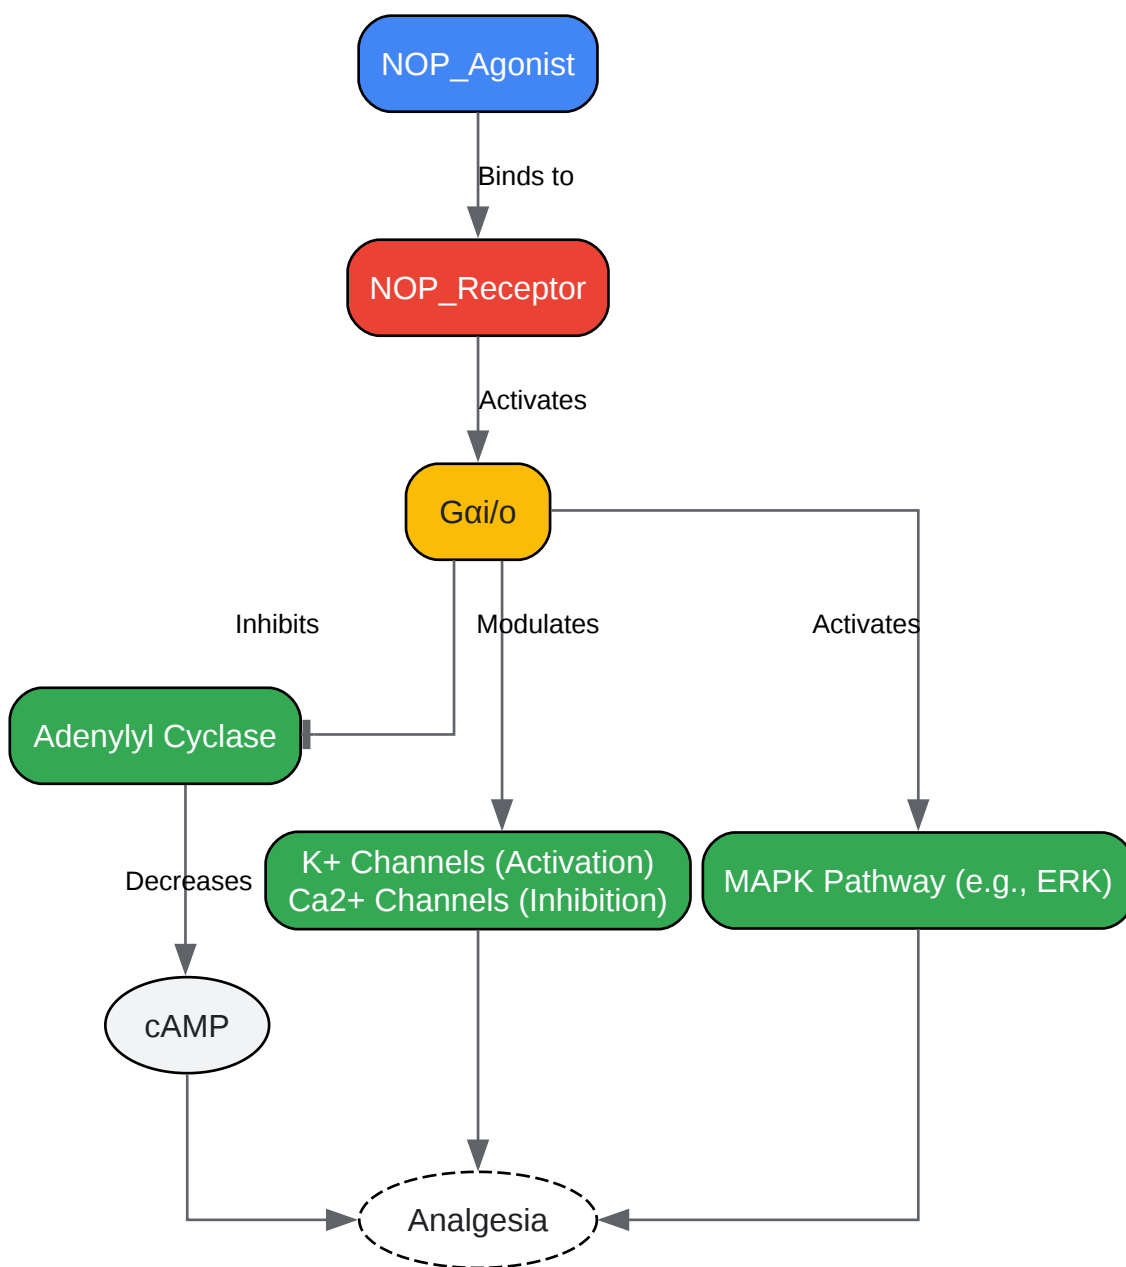 NOP_Agonist
Binds to
NOP_Receptor
Activates
Gαi/o
Inhibits
Modulates
Activates
Adenylyl Cyclase
Decreases
K+ Channels (Activation)
Ca2+ Channels (Inhibition)
MAPK Pathway (e.g., ERK)
cAMP
Analgesia